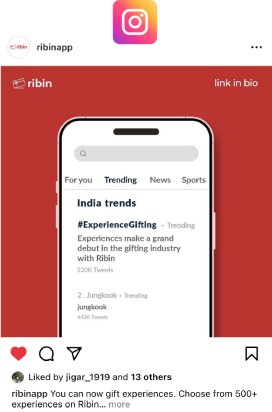 ribin
ribinapp
ribin
link in bio
For you Trending News Sports
India trends
#ExperienceGifting • Trending
Experiences make a grand
debut in the gifting industry
with Ribin
520K Tweets
2 . Jungkook • Trending
jungkook
443K Tweets
Liked by jigar_1919 and 13 others
ribinapp You can now gift experiences. Choose from 500+
experiences on Ribin... more